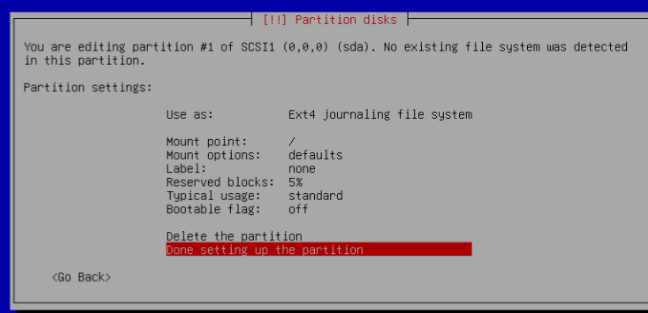 [!!] Partition disks
You are editing partition #1 of SCSI1 (0,0,0) (sda). No existing file system was detected
in this partition.
Partition settings:
Use as: Ext4 journaling file system
Mount point: /
Mount options: defaults
Label: none
Reserved blocks: 5%
Typical usage: standard
Bootable flag: off
Delete the partition
Done setting up the partition
<Go Back>